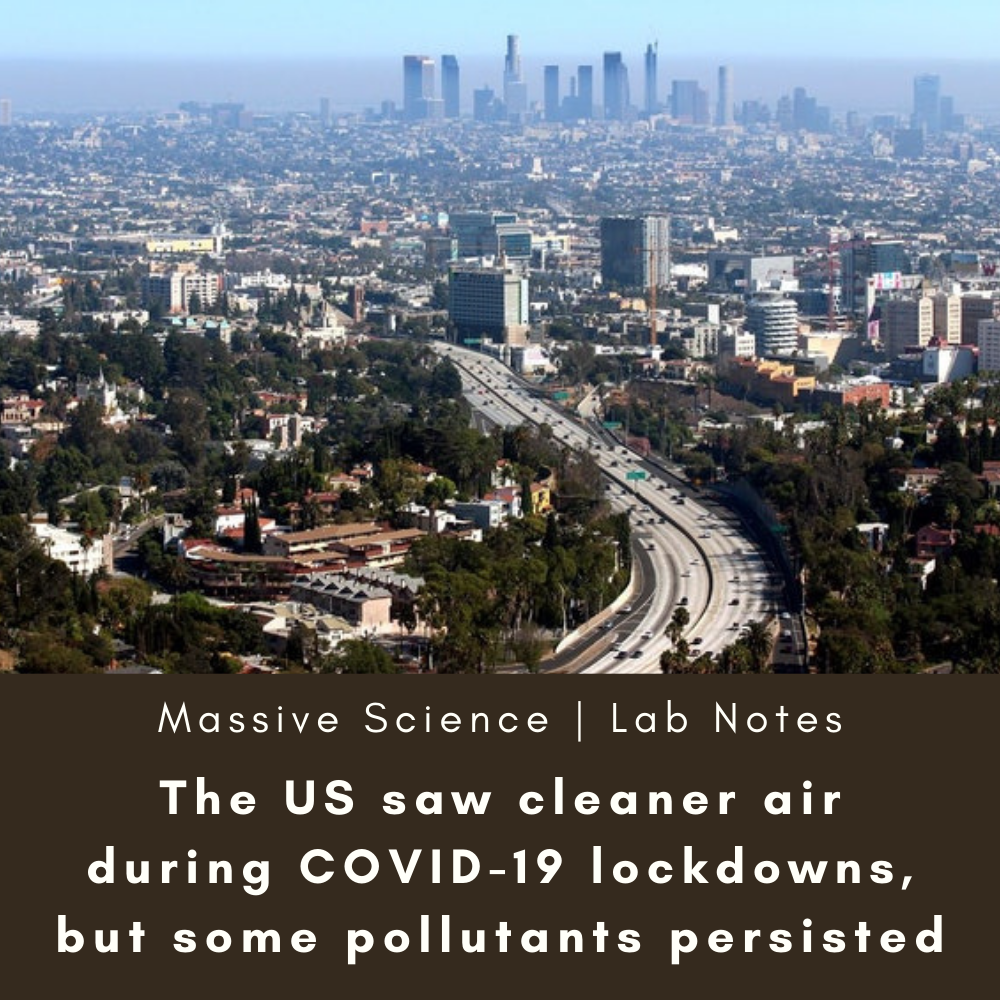 Massive Science | Lab Notes
The US saw cleaner air
during COVID-19 lockdowns,
but some pollutants persisted